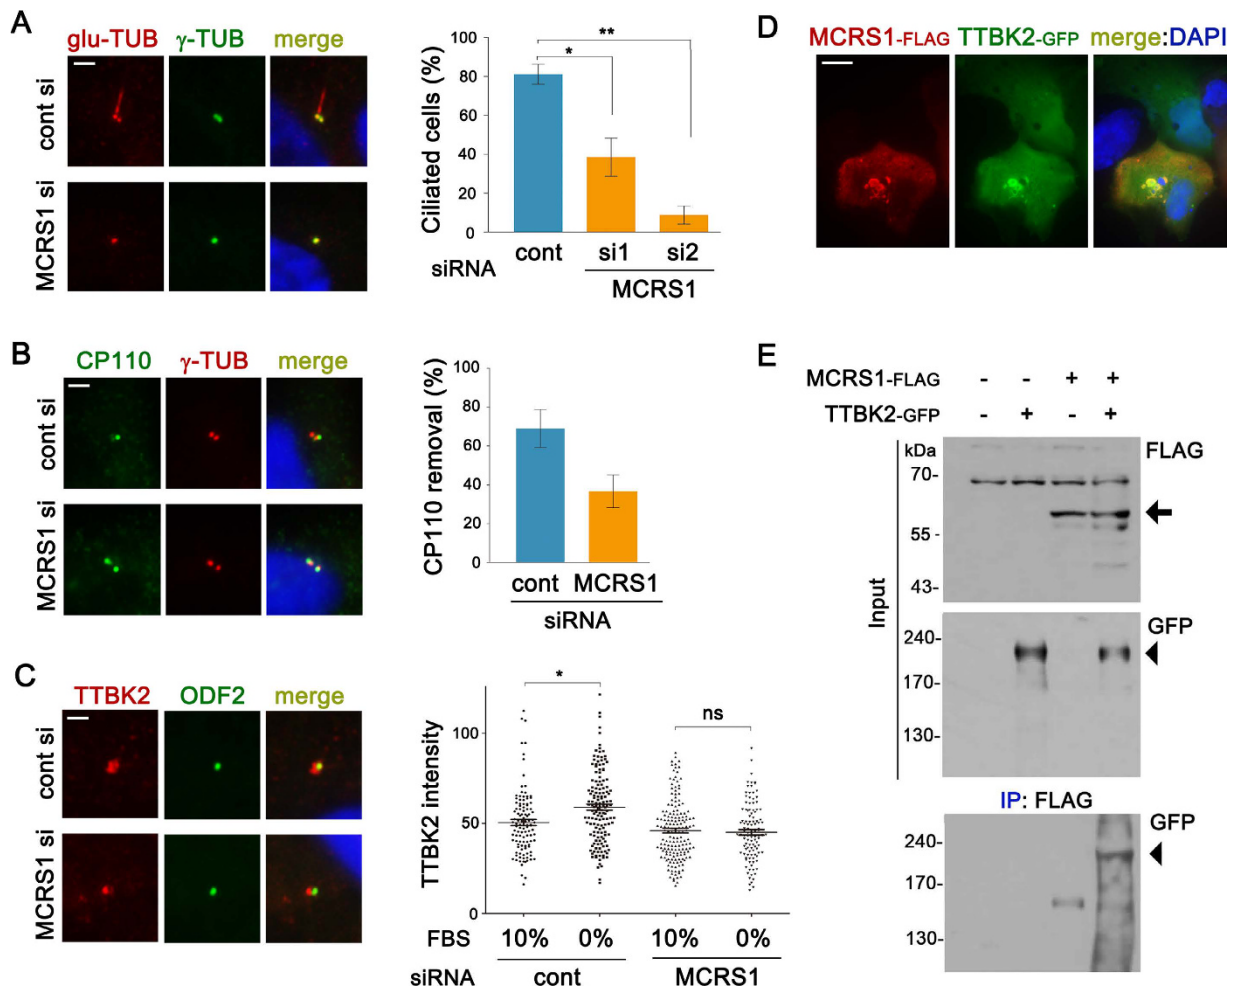 A
glu-TUB γ-TUB merge
cont si
MCRS1 si
Ciliated cells (%)
100
80
60
40
20
0
* **
siRNA cont si1 si2
MCRS1
B
CP110 γ-TUB merge
cont si
MCRS1 si
CP110 removal (%)
100
80
60
40
20
0
cont MCRS1
siRNA
C
TTBK2 ODF2 merge
cont si
MCRS1 si
TTBK2 intensity
100
50
0
* ns
FBS 10% 0% 10% 0%
siRNA cont MCRS1
D
MCRS1-FLAG TTBK2-GFP merge:DAPI
E
MCRS1-FLAG - - + +
TTBK2-GFP - + - +
Input
kDa FLAG
70-
55 -
43-
GFP
240-
170-
130-
IP: FLAG
GFP
240-
170-
130-